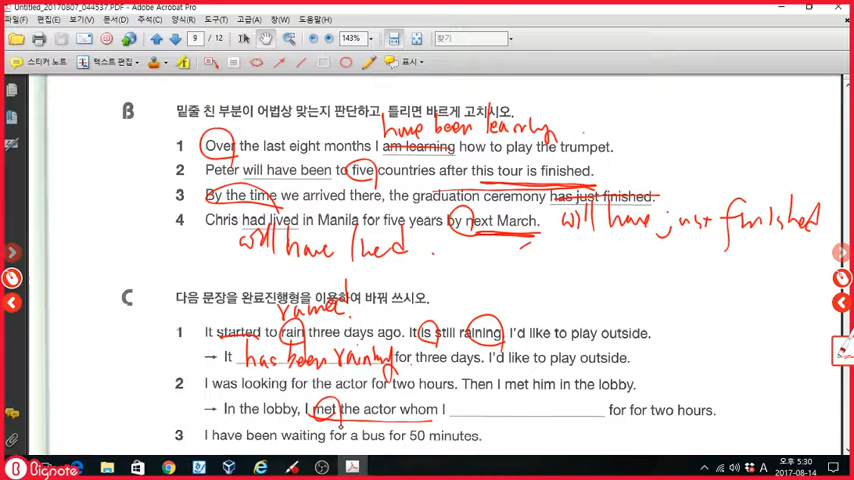 Untitled_20170807_044537.PDF - Adobe Acrobat Pro
파일(F) 편집(E) 보기(V) 문서(D) 주석(C) 양식(R) 도구(T) 고급(A) 창(W) 도움말(H)
9 / 12 143% 찾기
스티커 노트 텍스트 편집 표시
B 밑줄 친 부분이 어법상 맞는지 판단하고, 틀리면 바르게 고치시오.
have been learning
1 Over the last eight months I am learning how to play the trumpet.
2 Peter will have been to five countries after this tour is finished.
3 By the time we arrived there, the graduation ceremony has just finished.
will have just finished
4 Chris had lived in Manila for five years by next March.
will have lived.
C 다음 문장을 완료진행형을 이용하여 바꿔 쓰시오.
rained
1 It started to rain three days ago. It is still raining. I'd like to play outside.
→ It has been raining for three days. I'd like to play outside.
2 I was looking for the actor for two hours. Then I met him in the lobby.
→ In the lobby, I met the actor whom I for for two hours.
3 I have been waiting for a bus for 50 minutes.
Bignote
A 오후 5:30
2017-08-14